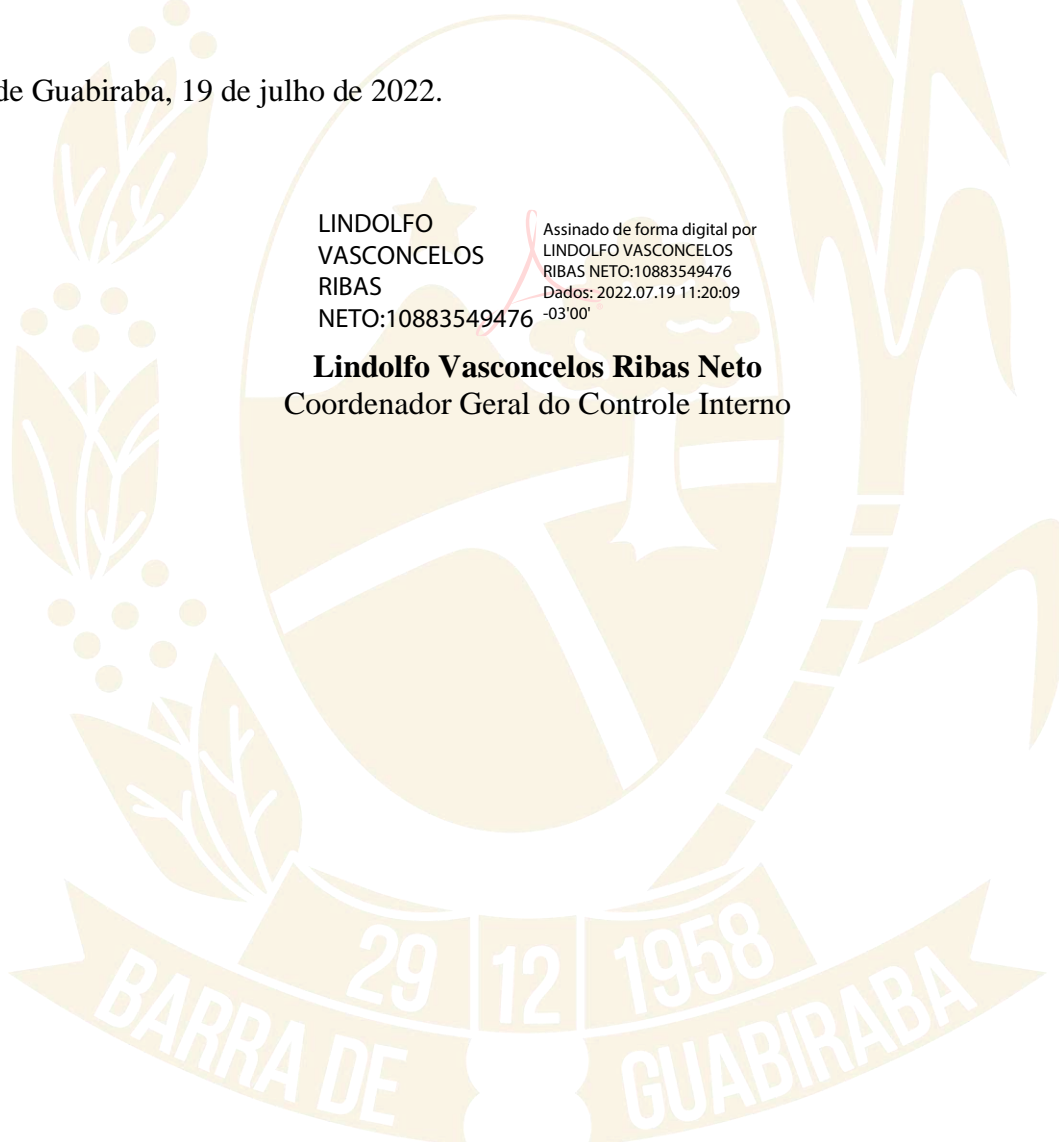 de Guabiraba, 19 de julho de 2022.
LINDOLFO
VASCONCELOS
RIBAS
NETO:10883549476
Assinado de forma digital por
LINDOLFO VASCONCELOS
RIBAS NETO:10883549476
Dados: 2022.07.19 11:20:09
-03'00'
Lindolfo Vasconcelos Ribas Neto
Coordenador Geral do Controle Interno
29 12 1958
BARRA DE GUABIRABA